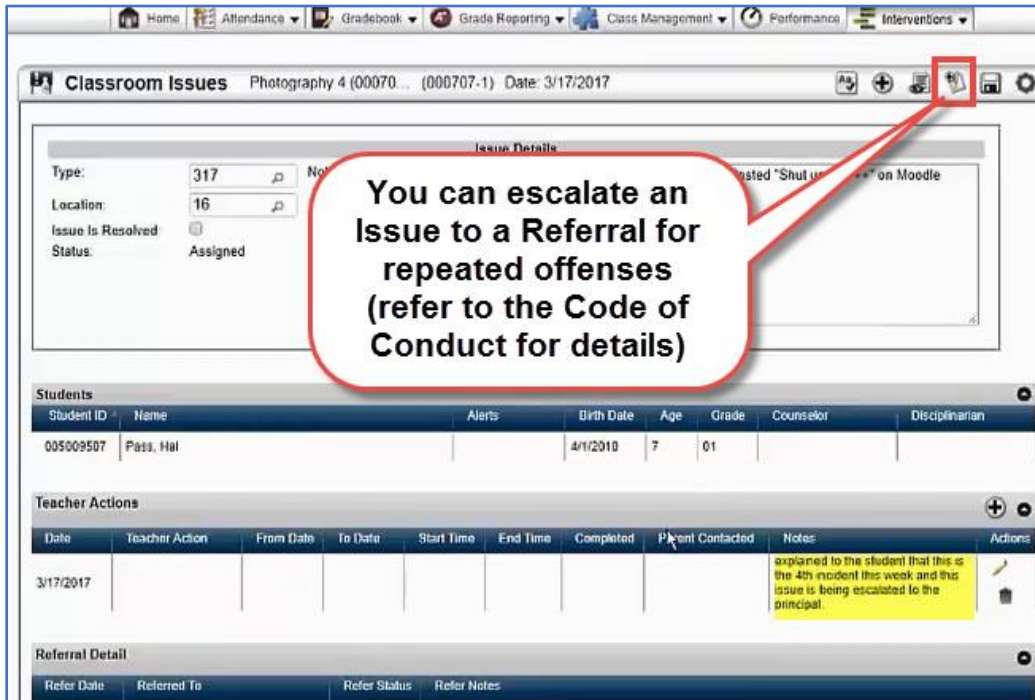 Home Attendance Gradebook Grade Reporting Class Management Performance Interventions
Classroom Issues Photography 4 (00070... (000707-1) Date: 3/17/2017
Issue Details
Type: 317
"Shut on Moodle
Location: 16
Issue Is Resolved:
Status: Assigned
You can escalate an
Issue to a Referral for
repeated offenses
(refer to the Code of
Conduct for details)
Students
Student ID Name Alerts Birth Date Age Grade Counselor Disciplinarian
005009507 Pass, Hal 4/1/2010 7 01
Teacher Actions
Date Teacher Action From Date To Date Start Time End Time Completed Parent Contacted Notes Actions
3/17/2017
explained to the student that this is
the 4th incident this week and this
issue is being escalated to the
principal.
Referral Detail
Refer Date Referred To Refer Status Refer Notes